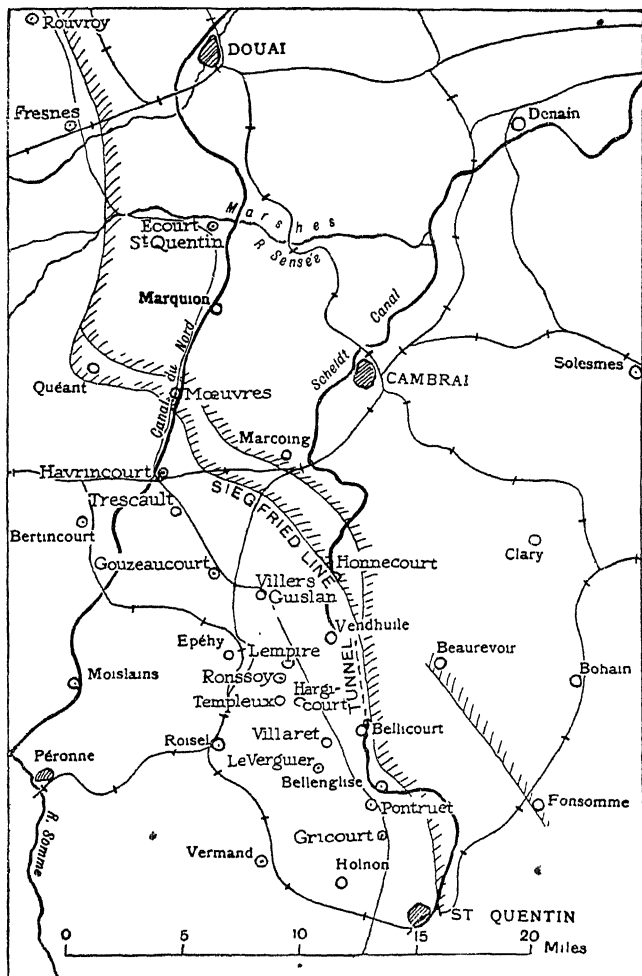 Rouvroy
DOUAI
Fresnes
Denain
Marshes
Ecourt
St Quentin
R Sensée
Marquion
Canal du Nord
Scheldt Canal
Solesmes
Quéant
CAMBRAI
Mœuvres
Marcoing
Havrincourt
SIEGFRIED LINE
Trescault
Bertincourt
Clary
Honnecourt
Gouzeaucourt
Villers
Guislan
Vendhuile
Epéhy
Lempire
Beaurevoir
TUNNEL
Moislains
Ronssoy
Bohain
Hargi-
court
Templeux
Bellicourt
Roisel
Villaret
Péronne
LeVerguier
Bellenglise
Fonsomme
Pontruet
R. Somme
Gricourt
Vermand
Holnon
ST QUENTIN
0 5 10 15 20
Miles